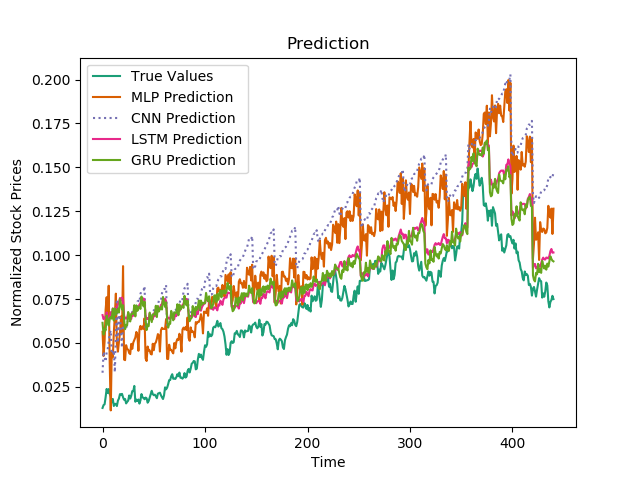 Prediction
True Values
MLP Prediction
CNN Prediction
LSTM Prediction
GRU Prediction
Normalized Stock Prices
0.200
0.175
0.150
0.125
0.100
0.075
0.050
0.025
0 100 200 300 400
Time